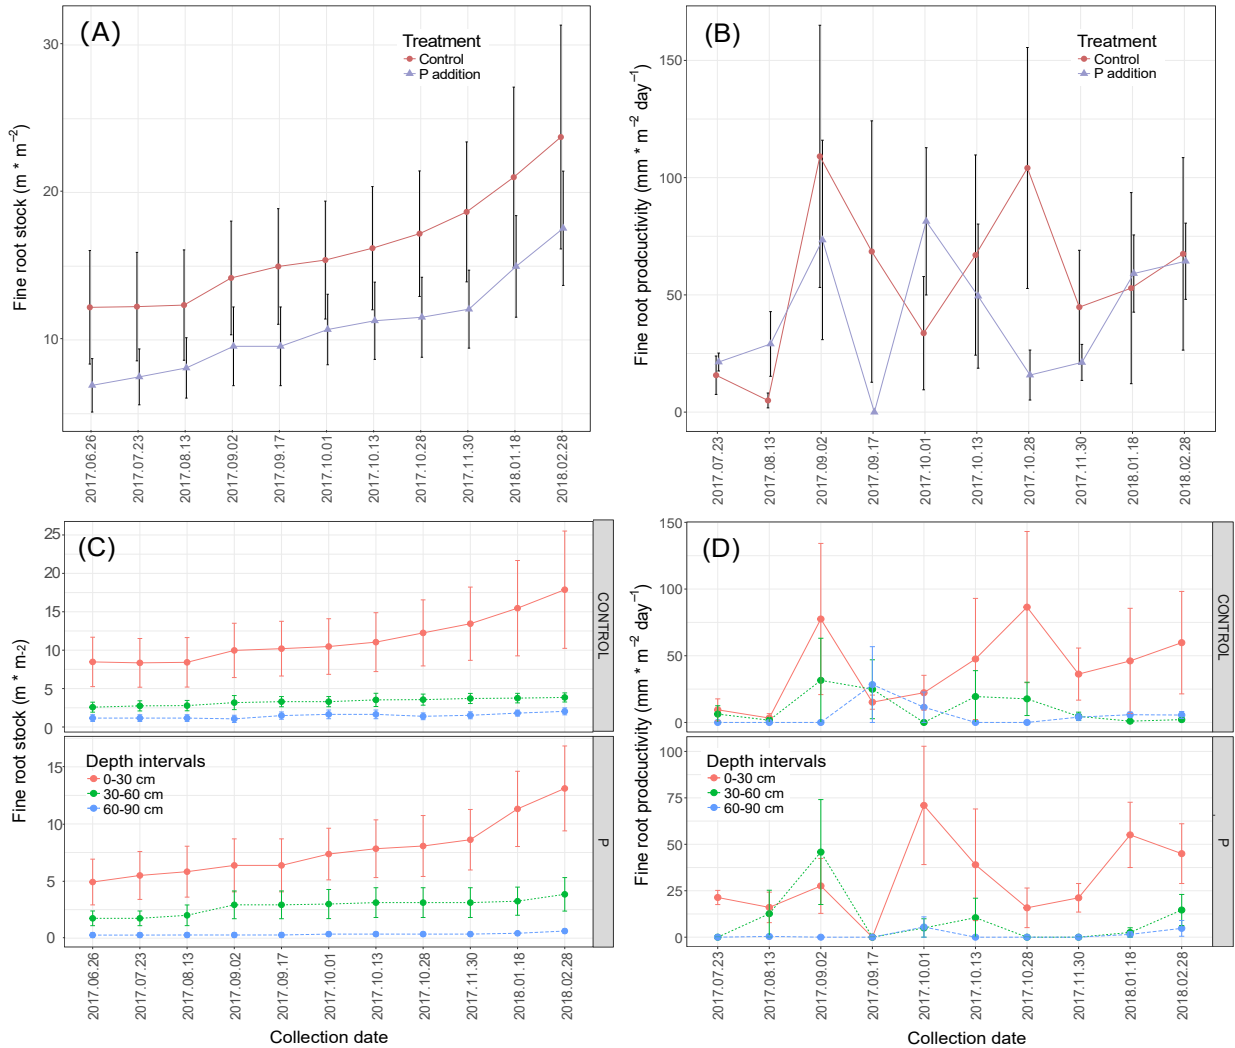 (A)
Treatment
Control
P addition
Fine root stock (m * m⁻²)
30
20
10
2017.06.26
2017.07.23
2017.08.13
2017.09.02
2017.09.17
2017.10.01
2017.10.13
2017.10.28
2017.11.30
2018.01.18
2018.02.28
(B)
Treatment
Control
P addition
Fine root prodcuctivity (mm * m⁻² day⁻¹)
150
100
50
0
2017.07.23
2017.08.13
2017.09.02
2017.09.17
2017.10.01
2017.10.13
2017.10.28
2017.11.30
2018.01.18
2018.02.28
(C)
Fine root stock (m * m-2)
25
20
15
10
5
0
CONTROL
Depth intervals
0-30 cm
30-60 cm
60-90 cm
15
10
5
0
P
2017.06.26
2017.07.23
2017.08.13
2017.09.02
2017.09.17
2017.10.01
2017.10.13
2017.10.28
2017.11.30
2018.01.18
2018.02.28
Collection date
(D)
Fine root prodcuctivity (mm * m⁻² day⁻¹)
150
100
50
0
CONTROL
Depth intervals
0-30 cm
30-60 cm
60-90 cm
100
75
50
25
0
P
2017.07.23
2017.08.13
2017.09.02
2017.09.17
2017.10.01
2017.10.13
2017.10.28
2017.11.30
2018.01.18
2018.02.28
Collection date